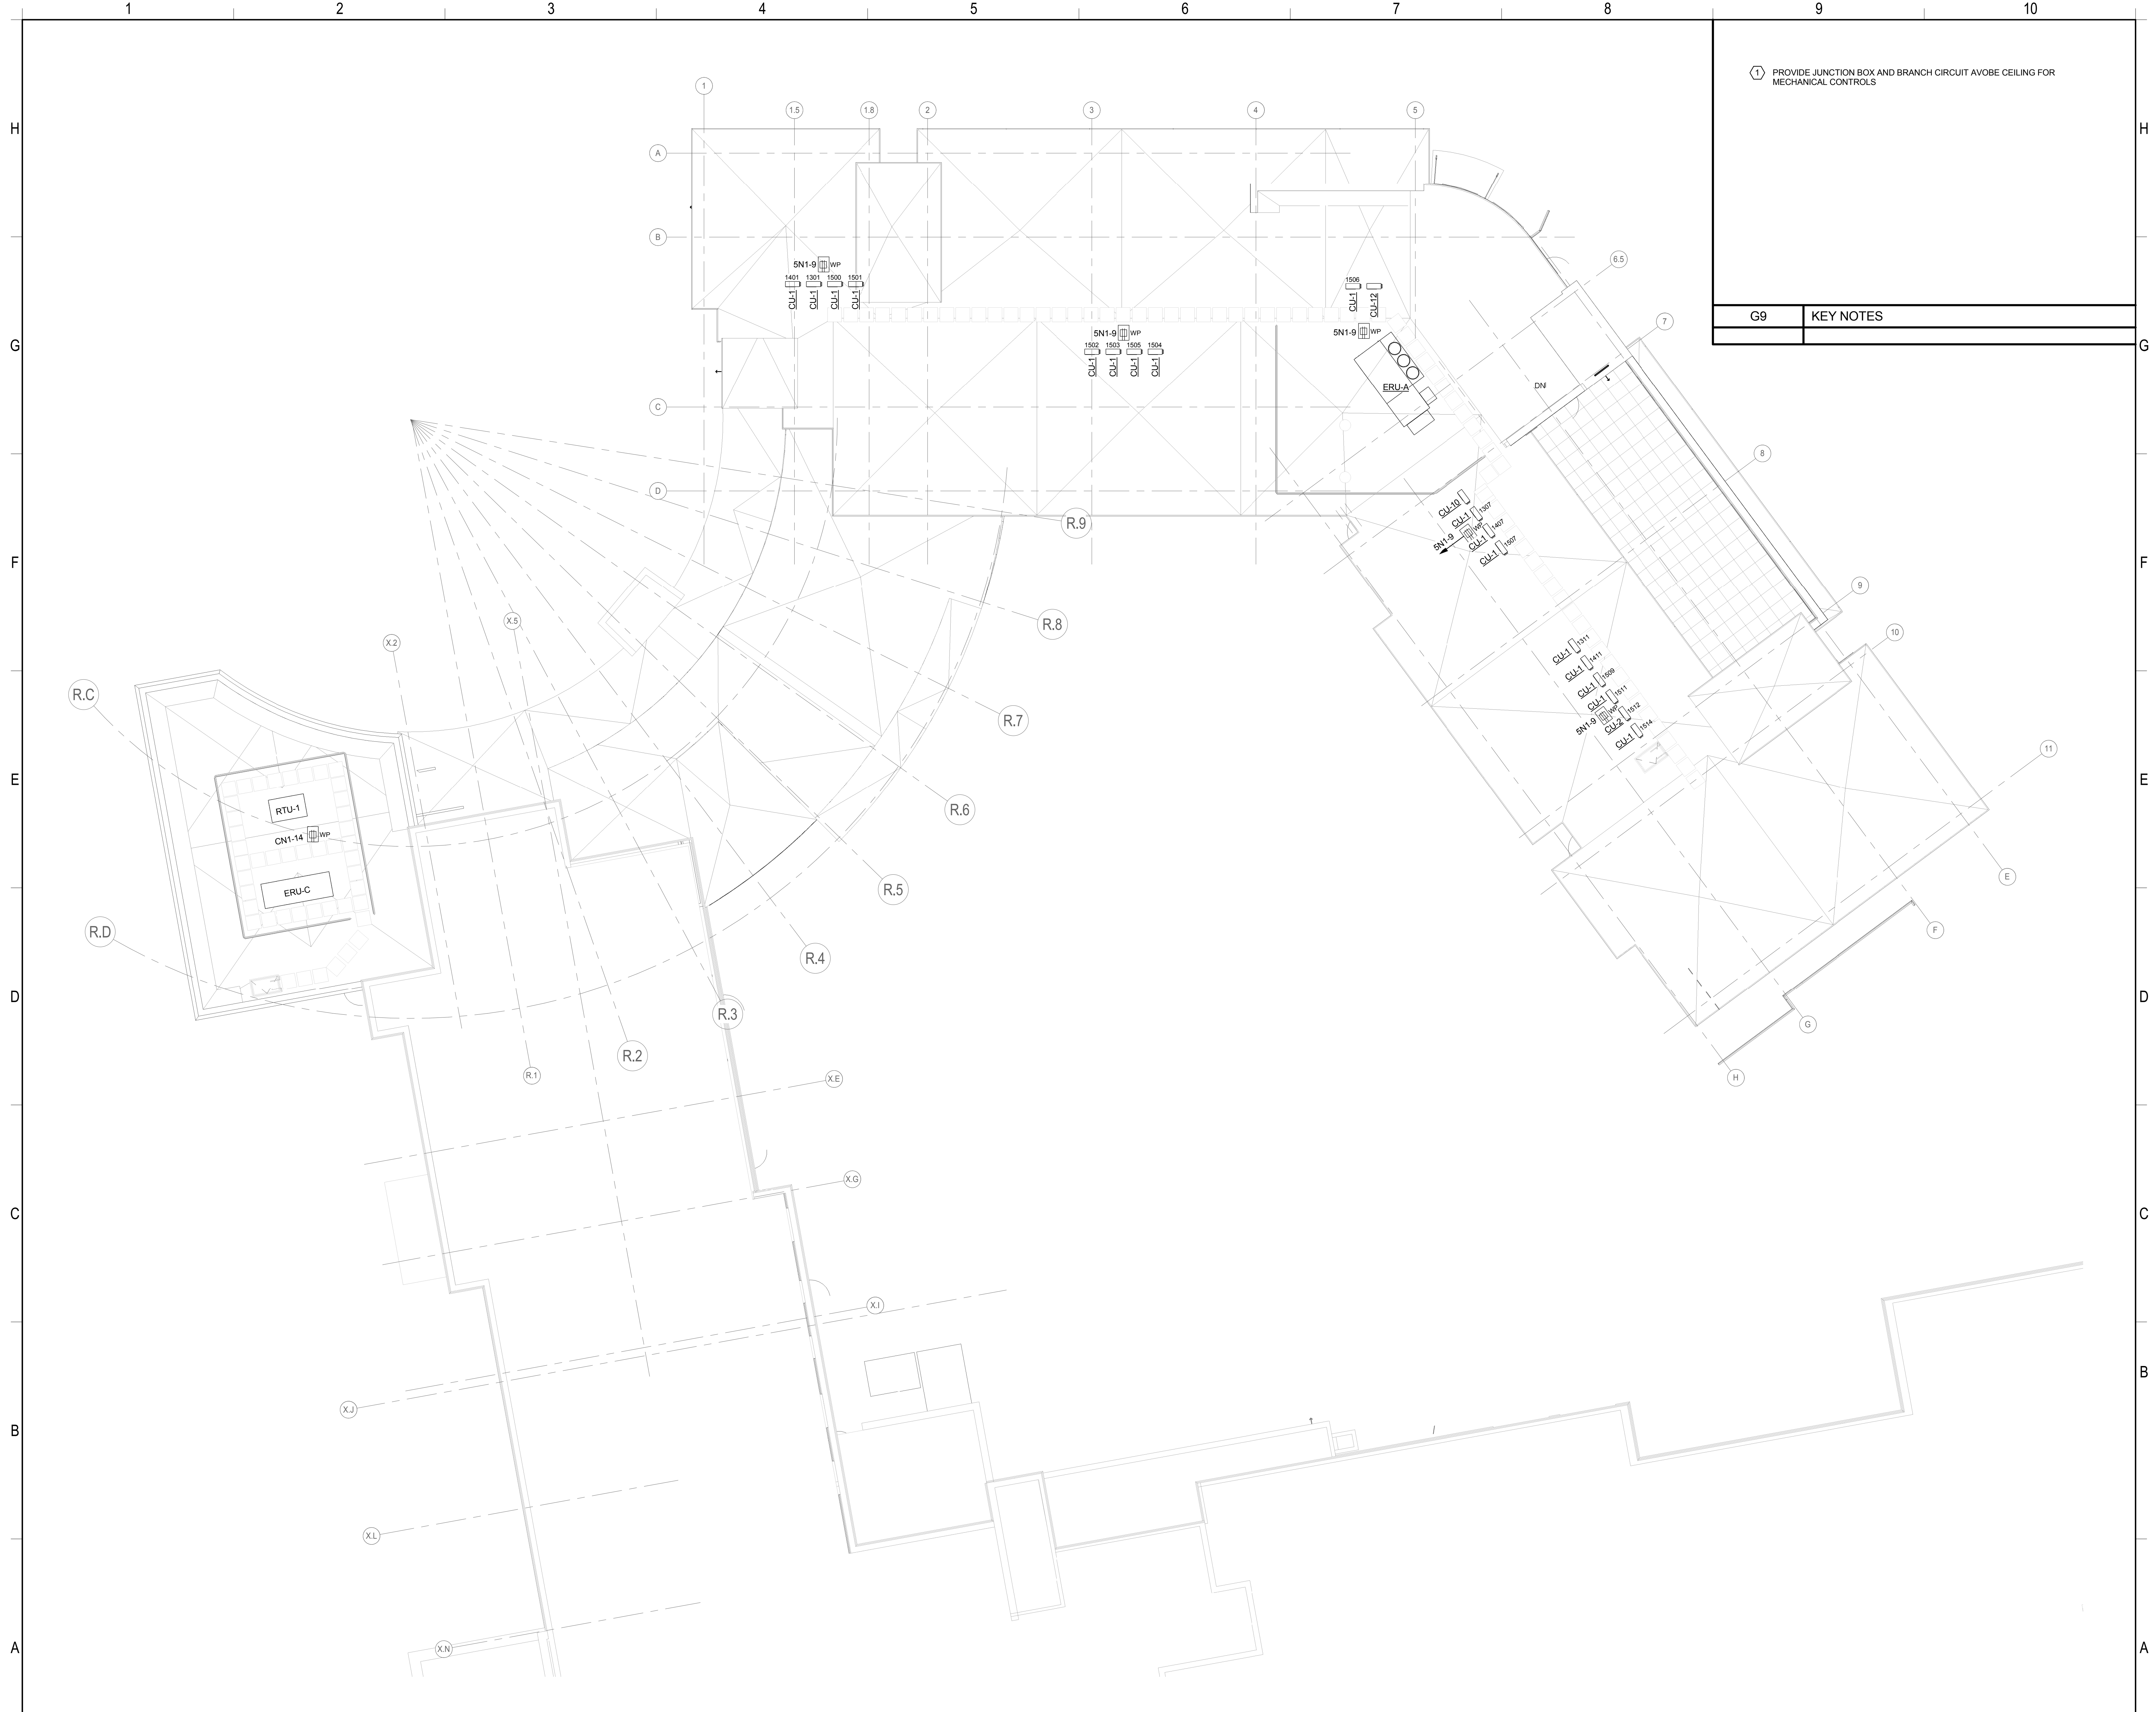 1 2 3 4 5 6 7 8 9 10
1 PROVIDE JUNCTION BOX AND BRANCH CIRCUIT AVOBE CEILING FOR
MECHANICAL CONTROLS
G9 KEY NOTES
H H
G G
F F
E E
D D
C C
B B
A A
1 1.5 1.8 2 3 4 5
A
B
C
D
6.5
7
8
9
10
11
E
F
G
H
5N1-9 WP
1401 1301 1500 1501
CU-1 CU-1 CU-1 CU-1
5N1-9 WP
1502 1503 1505 1504
CU-1 CU-1 CU-1 CU-1
1506
CU-1 CU-12
5N1-9 WP
ERU-A
DN
CU-10
CU-1 1307
5N1-9 WP
CU-1 1407
CU-1 1507
CU-1 1311
CU-1 1411
CU-1 1509
CU-1 1511
5N1-9 WP
CU-2 1512
CU-1 1514
R.9
R.8
R.7
R.6
R.5
R.4
R.3
R.2
R.1
X.2
X.5
R.C
R.D
RTU-1
CN1-14 WP
ERU-C
X.E
X.G
X.I
X.J
X.L
X.N